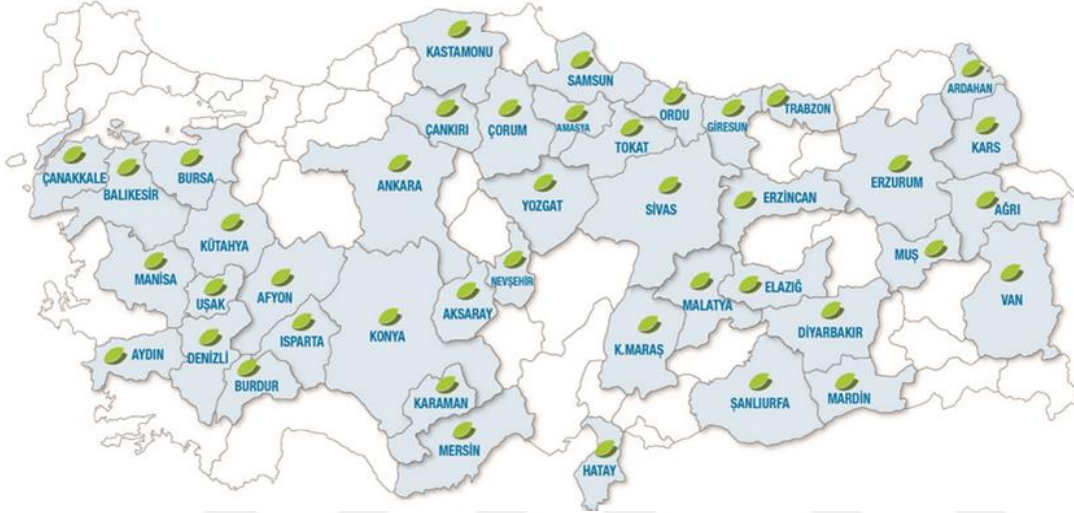 KASTAMONU
SAMSUN
ARDAHAN
ÇANKIRI
ÇORUM
AMASYA
TOKAT
ORDU
GİRESUN
TRABZON
KARS
ÇANAKKALE
BALIKESİR
BURSA
ANKARA
YOZGAT
SİVAS
ERZİNCAN
ERZURUM
AĞRI
KÜTAHYA
MANİSA
UŞAK
AFYON
NEVŞEHİR
AKSARAY
KONYA
MALATYA
ELAZIĞ
MUŞ
VAN
AYDIN
DENİZLİ
ISPARTA
BURDUR
KARAMAN
K.MARAŞ
DİYARBAKIR
ŞANLIURFA
MARDİN
MERSİN
HATAY